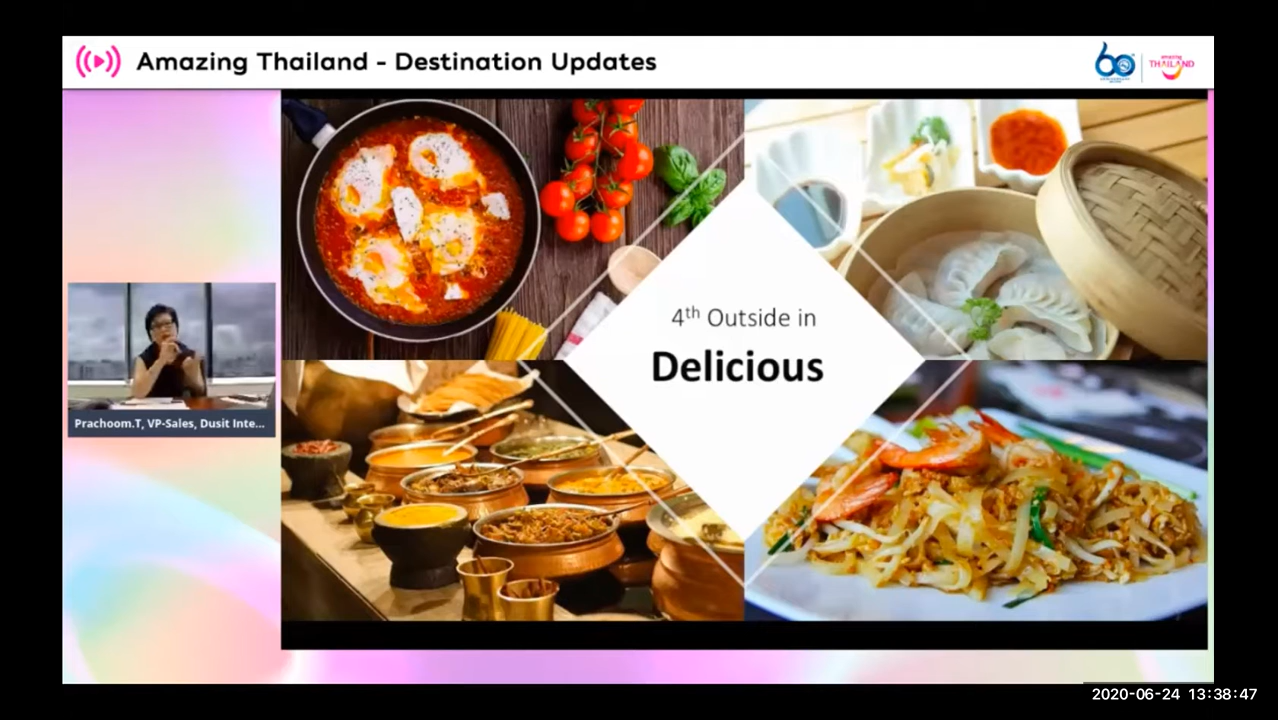 Amazing Thailand - Destination Updates
60
amazing
THAILAND
4th Outside in
Delicious
Prachoom.T, VP-Sales, Dusit Inte...
2020-06-24 13:38:47